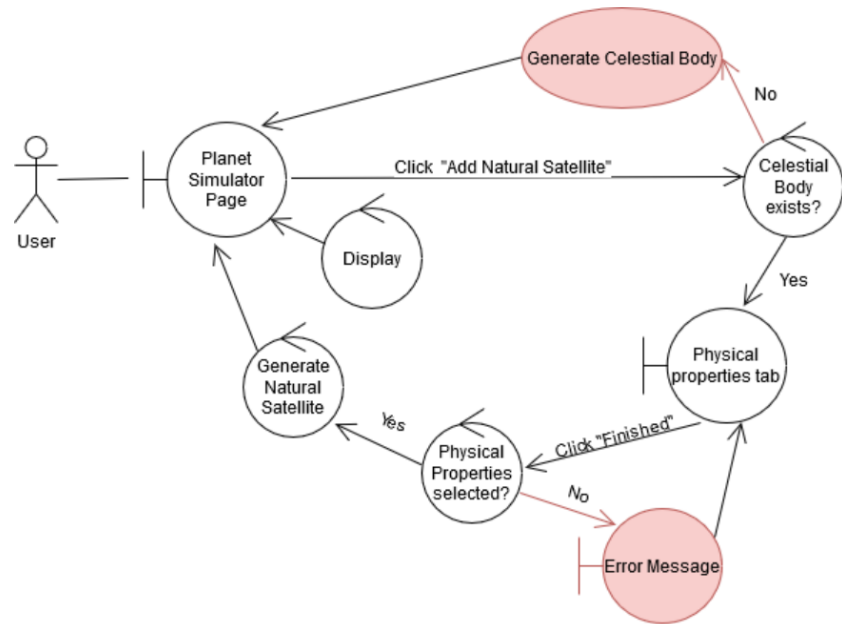 Generate Celestial Body
No
Planet
Simulator
Page
Click "Add Natural Satellite"
Celestial
Body
exists?
User
Display
Yes
Generate
Natural
Satellite
Physical
properties tab
Yes
Click "Finished"
Physical
Properties
selected?
No
Error Message